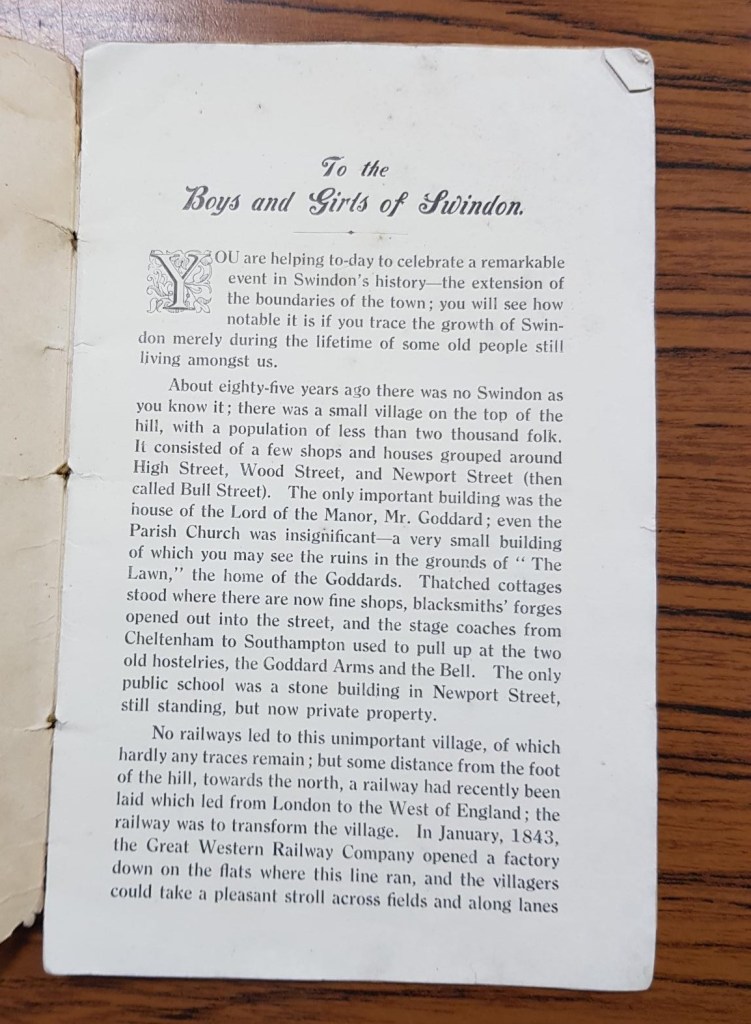 To the
Boys and Girls of Swindon.
YOU are helping to-day to celebrate a remarkable
event in Swindon's history—the extension of
the boundaries of the town; you will see how
notable it is if you trace the growth of Swin-
don merely during the lifetime of some old people still
living amongst us.
About eighty-five years ago there was no Swindon as
you know it; there was a small village on the top of the
hill, with a population of less than two thousand folk.
It consisted of a few shops and houses grouped around
High Street, Wood Street, and Newport Street (then
called Bull Street). The only important building was the
house of the Lord of the Manor, Mr. Goddard; even the
Parish Church was insignificant—a very small building
of which you may see the ruins in the grounds of " The
Lawn," the home of the Goddards. Thatched cottages
stood where there are now fine shops, blacksmiths' forges
opened out into the street, and the stage coaches from
Cheltenham to Southampton used to pull up at the two
old hostelries, the Goddard Arms and the Bell. The only
public school was a stone building in Newport Street,
still standing, but now private property.
No railways led to this unimportant village, of which
hardly any traces remain; but some distance from the foot
of the hill, towards the north, a railway had recently been
laid which led from London to the West of England; the
railway was to transform the village. In January, 1843,
the Great Western Railway Company opened a factory
down on the flats where this line ran, and the villagers
could take a pleasant stroll across fields and along lanes